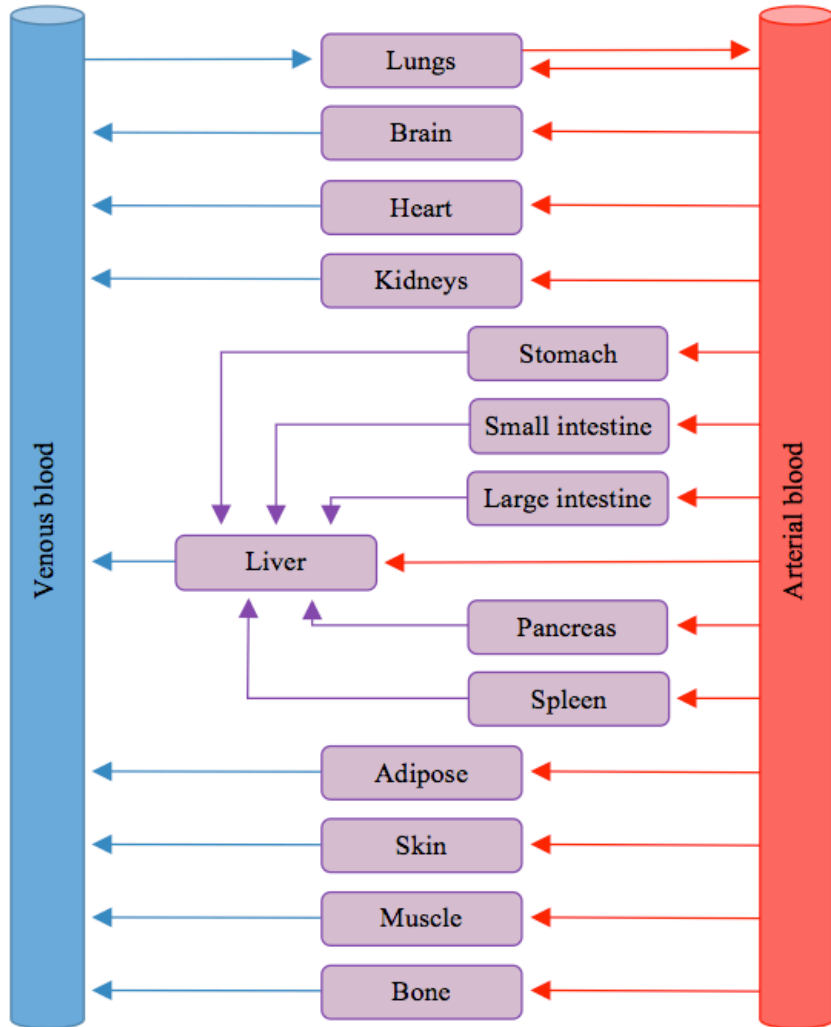 Lungs
Brain
Heart
Kidneys
Stomach
Small intestine
Large intestine
Venous blood
Liver
Arterial blood
Pancreas
Spleen
Adipose
Skin
Muscle
Bone